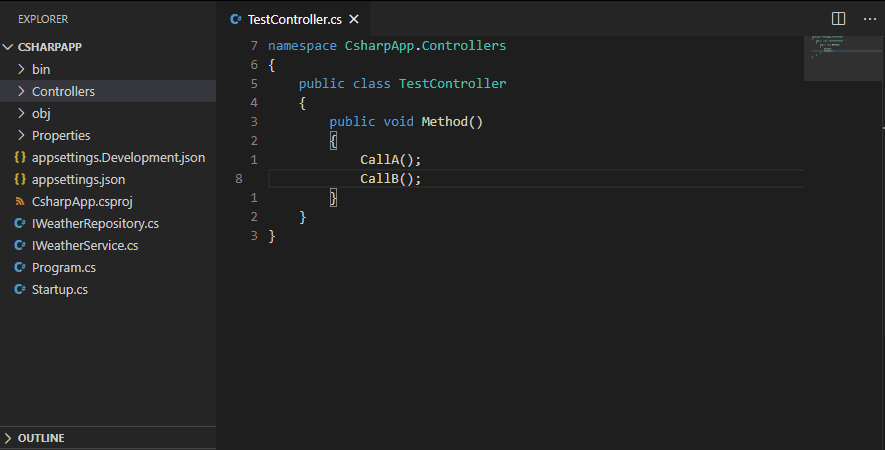 EXPLORER
CSHARPAPP
bin
Controllers
obj
Properties
{} appsettings.Development.json
{} appsettings.json
CsharpApp.csproj
C# IWeatherRepository.cs
C# IWeatherService.cs
C# Program.cs
C# Startup.cs
OUTLINE
C# TestController.cs
7 namespace CsharpApp.Controllers
6 {
5 public class TestController
4 {
3 public void Method()
2 {
1 CallA();
8 CallB();
1 }
2 }
3 }